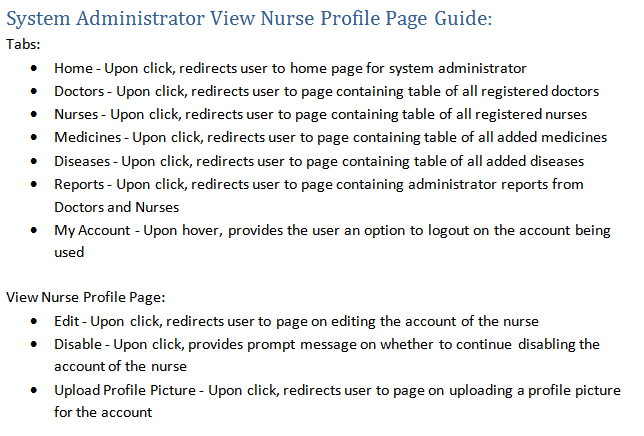 System Administrator View Nurse Profile Page Guide:
Tabs:
• Home - Upon click, redirects user to home page for system administrator
• Doctors - Upon click, redirects user to page containing table of all registered doctors
• Nurses - Upon click, redirects user to page containing table of all registered nurses
• Medicines - Upon click, redirects user to page containing table of all added medicines
• Diseases - Upon click, redirects user to page containing table of all added diseases
• Reports - Upon click, redirects user to page containing administrator reports from
Doctors and Nurses
• My Account - Upon hover, provides the user an option to logout on the account being
used
View Nurse Profile Page:
• Edit - Upon click, redirects user to page on editing the account of the nurse
• Disable - Upon click, provides prompt message on whether to continue disabling the
account of the nurse
• Upload Profile Picture - Upon click, redirects user to page on uploading a profile picture
for the account